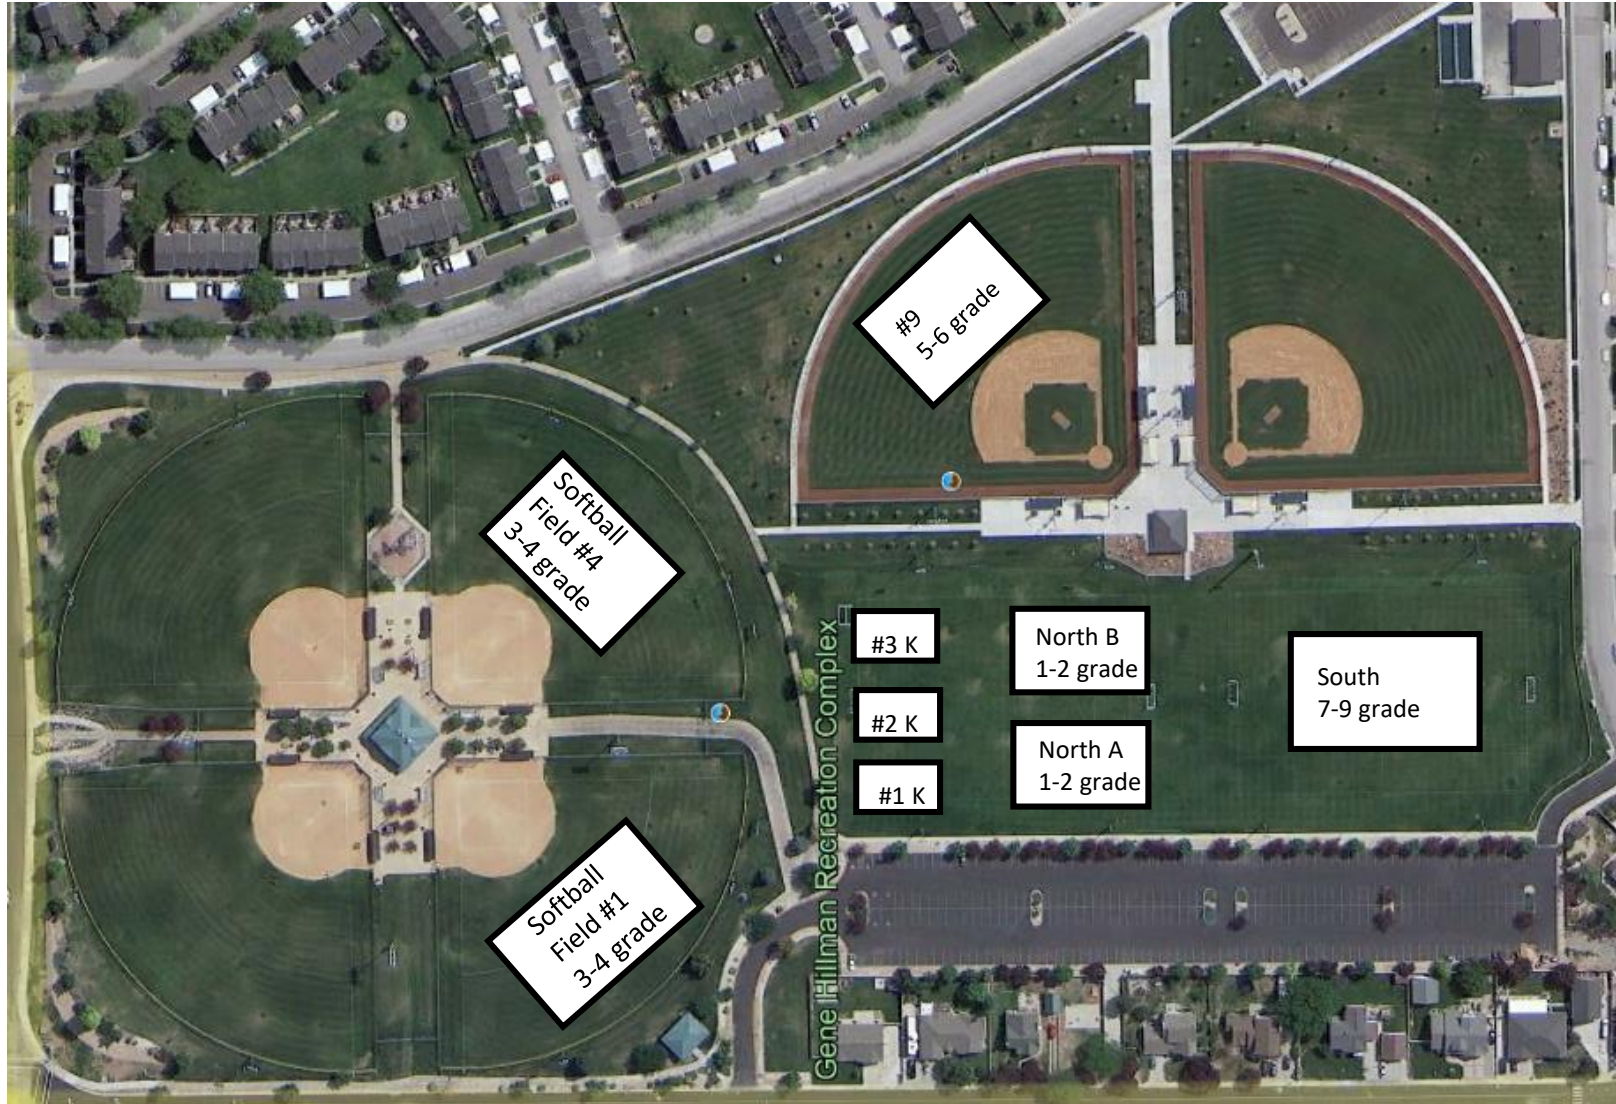 #9
5-6 grade
Softball
Field #4
3-4 grade
Gene Hillman Recreation Complex
#3 K
#2 K
#1 K
North B
1-2 grade
North A
1-2 grade
South
7-9 grade
Softball
Field #1
3-4 grade